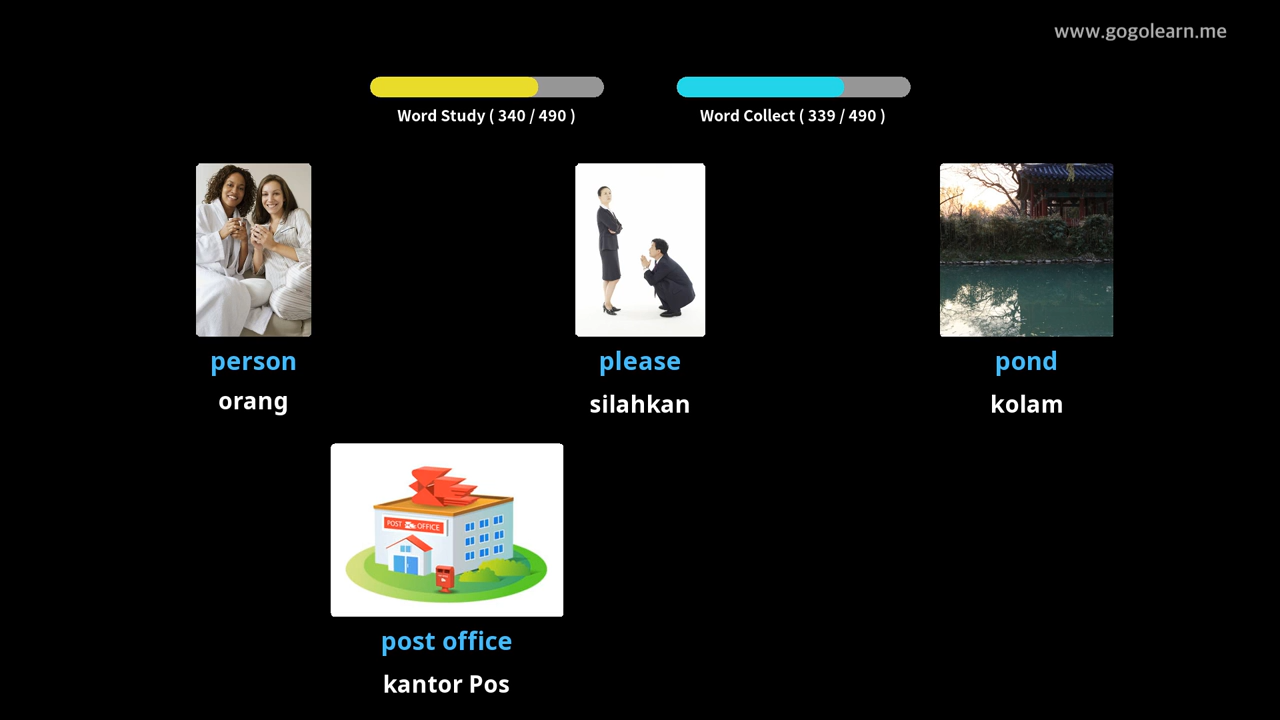 www.gogolearn.me
Word Study ( 340 / 490 )
Word Collect ( 339 / 490 )
person
orang
please
silahkan
pond
kolam
POST OFFICE
post office
kantor Pos